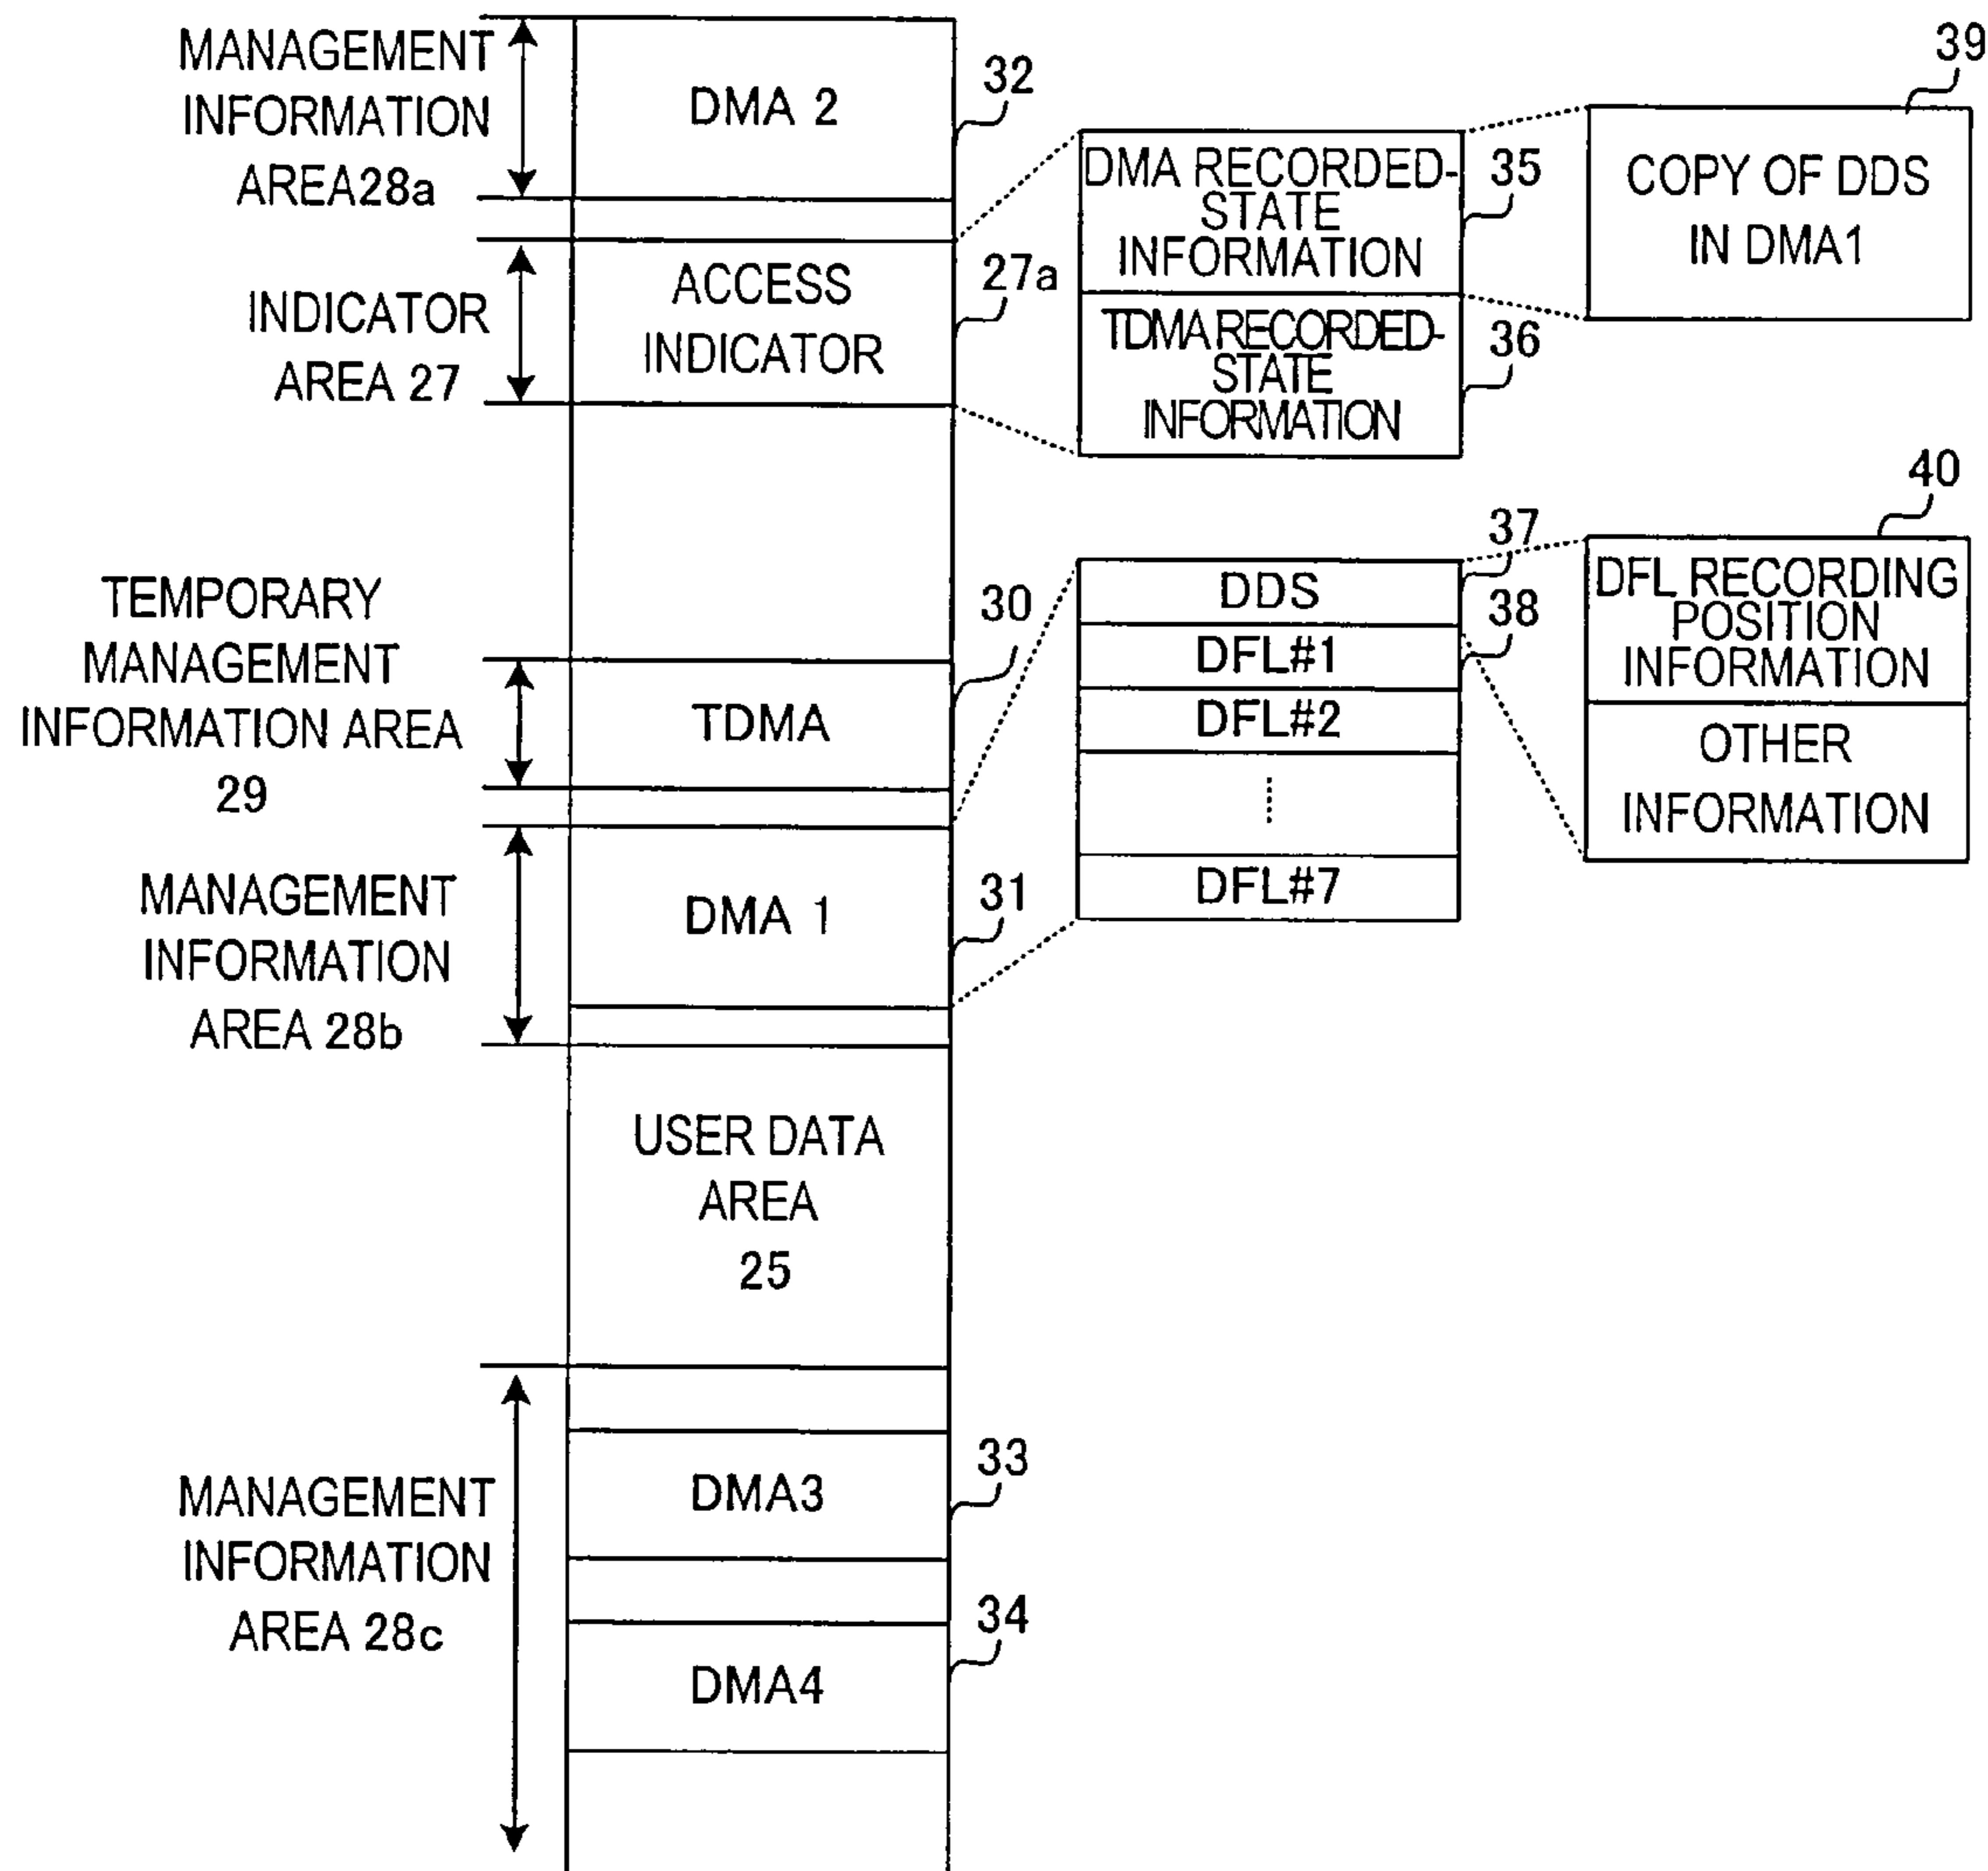 MANAGEMENT
INFORMATION
AREA28a
DMA 2
32
INDICATOR
AREA 27
ACCESS
INDICATOR
27a
DMA RECORDED-
STATE
INFORMATION
35
TDMA RECORDED-
STATE
INFORMATION
36
39
COPY OF DDS
IN DMA1
TEMPORARY
MANAGEMENT
INFORMATION AREA
29
TDMA
30
DDS
37
DFL#1
38
DFL#2
DFL#7
40
DFL RECORDING
POSITION
INFORMATION
OTHER
INFORMATION
MANAGEMENT
INFORMATION
AREA 28b
DMA 1
31
USER DATA
AREA
25
MANAGEMENT
INFORMATION
AREA 28c
DMA3
33
DMA4
34